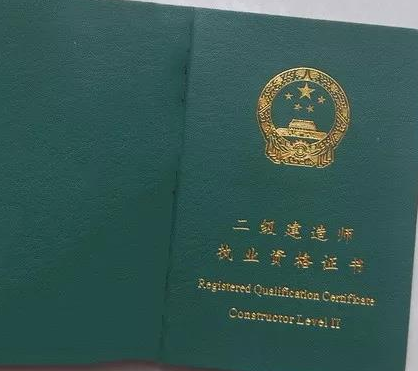 二级建造师
执业资格证书
Registered Qualification Certificate
Constructor Level II